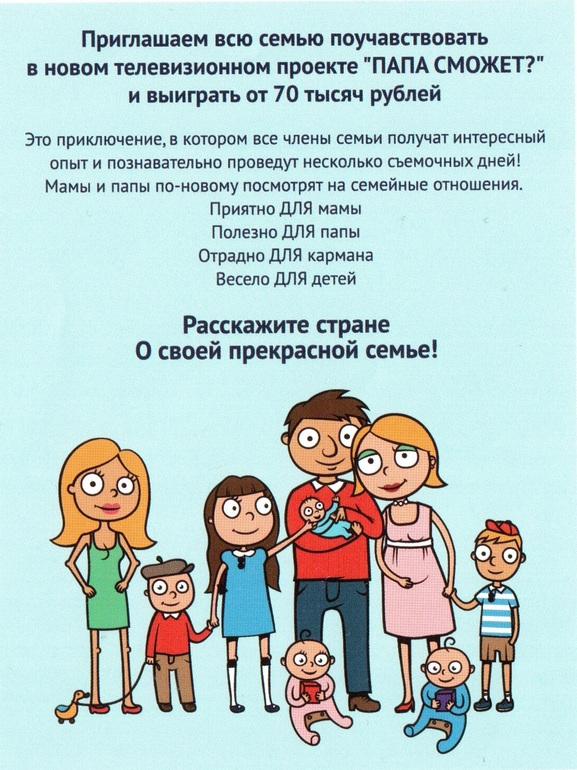 Приглашаем всю семью поучаствовать
в новом телевизионном проекте "ПАПА СМОЖЕТ?"
и выиграть от 70 тысяч рублей
Это приключение, в котором все члены семьи получат интересный
опыт и познавательно проведут несколько съемочных дней!
Мамы и папы по-новому посмотрят на семейные отношения.
Приятно ДЛЯ мамы
Полезно ДЛЯ папы
Отрадно ДЛЯ кармана
Весело ДЛЯ детей
Расскажите стране
О своей прекрасной семье!